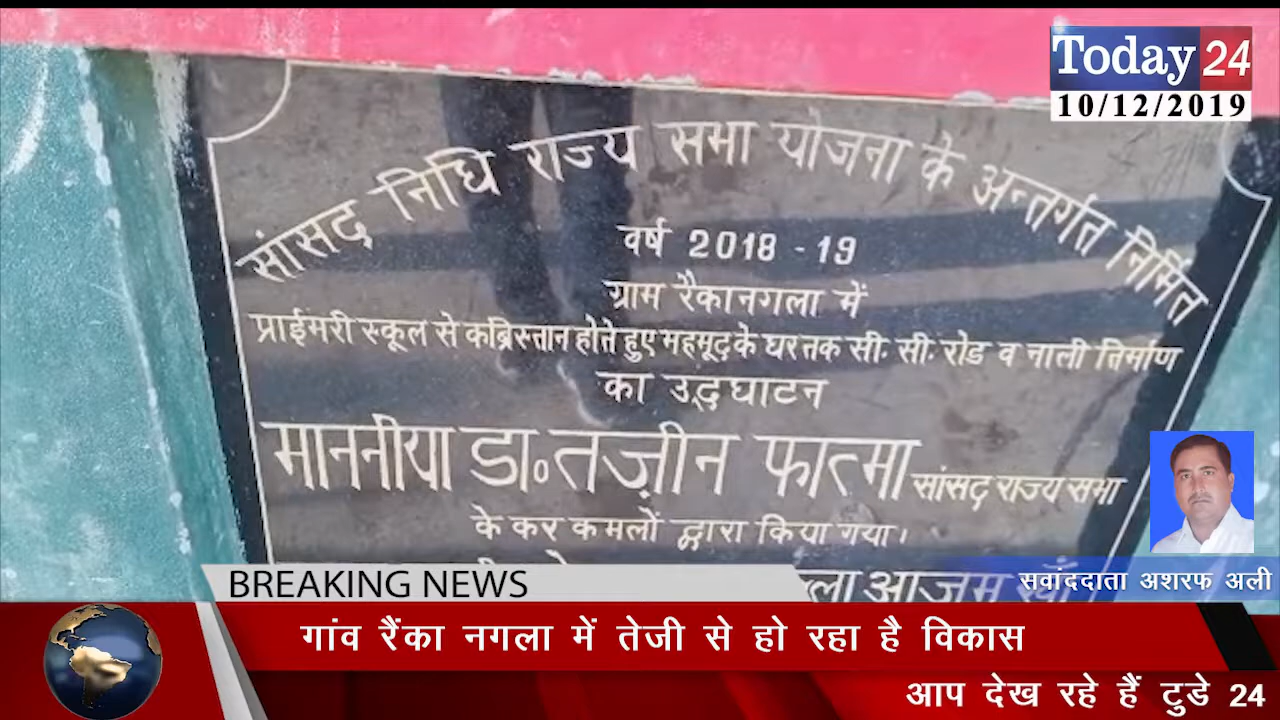 Today 24
10/12/2019
सांसद निधि राज्य सभा योजना के अन्तर्गत निर्मित
वर्ष 2018 - 19
ग्राम रैकानगला में
प्राईमरी स्कूल से कब्रिस्तान होते हुए महमूद के घर तक सी. सी. रोड व नाली निर्माण
का उद्घाटन
माननीया डा॰ तज़ीन फात्मा सांसद राज्य सभा
के कर कमलों द्वारा किया गया।
आजम खाँ
सवांददाता अशरफ अली
BREAKING NEWS
गांव रैंका नगला में तेजी से हो रहा है विकास
आप देख रहे हैं टुडे 24